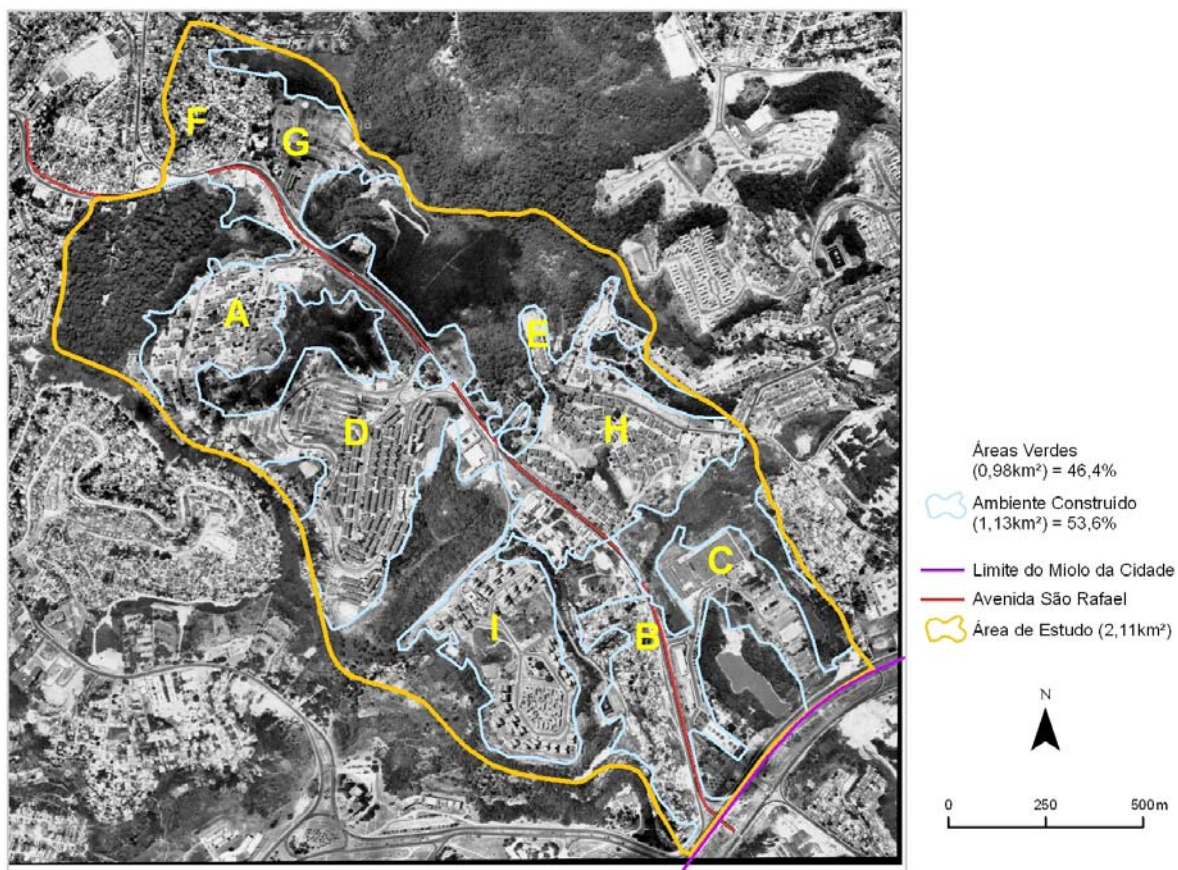 F
G
A
E
D
H
C
I
B
Áreas Verdes
(0,98km²) = 46,4%
Ambiente Construído
(1,13km²) = 53,6%
Limite do Miolo da Cidade
Avenida São Rafael
Área de Estudo (2,11km²)
N
0 250 500m